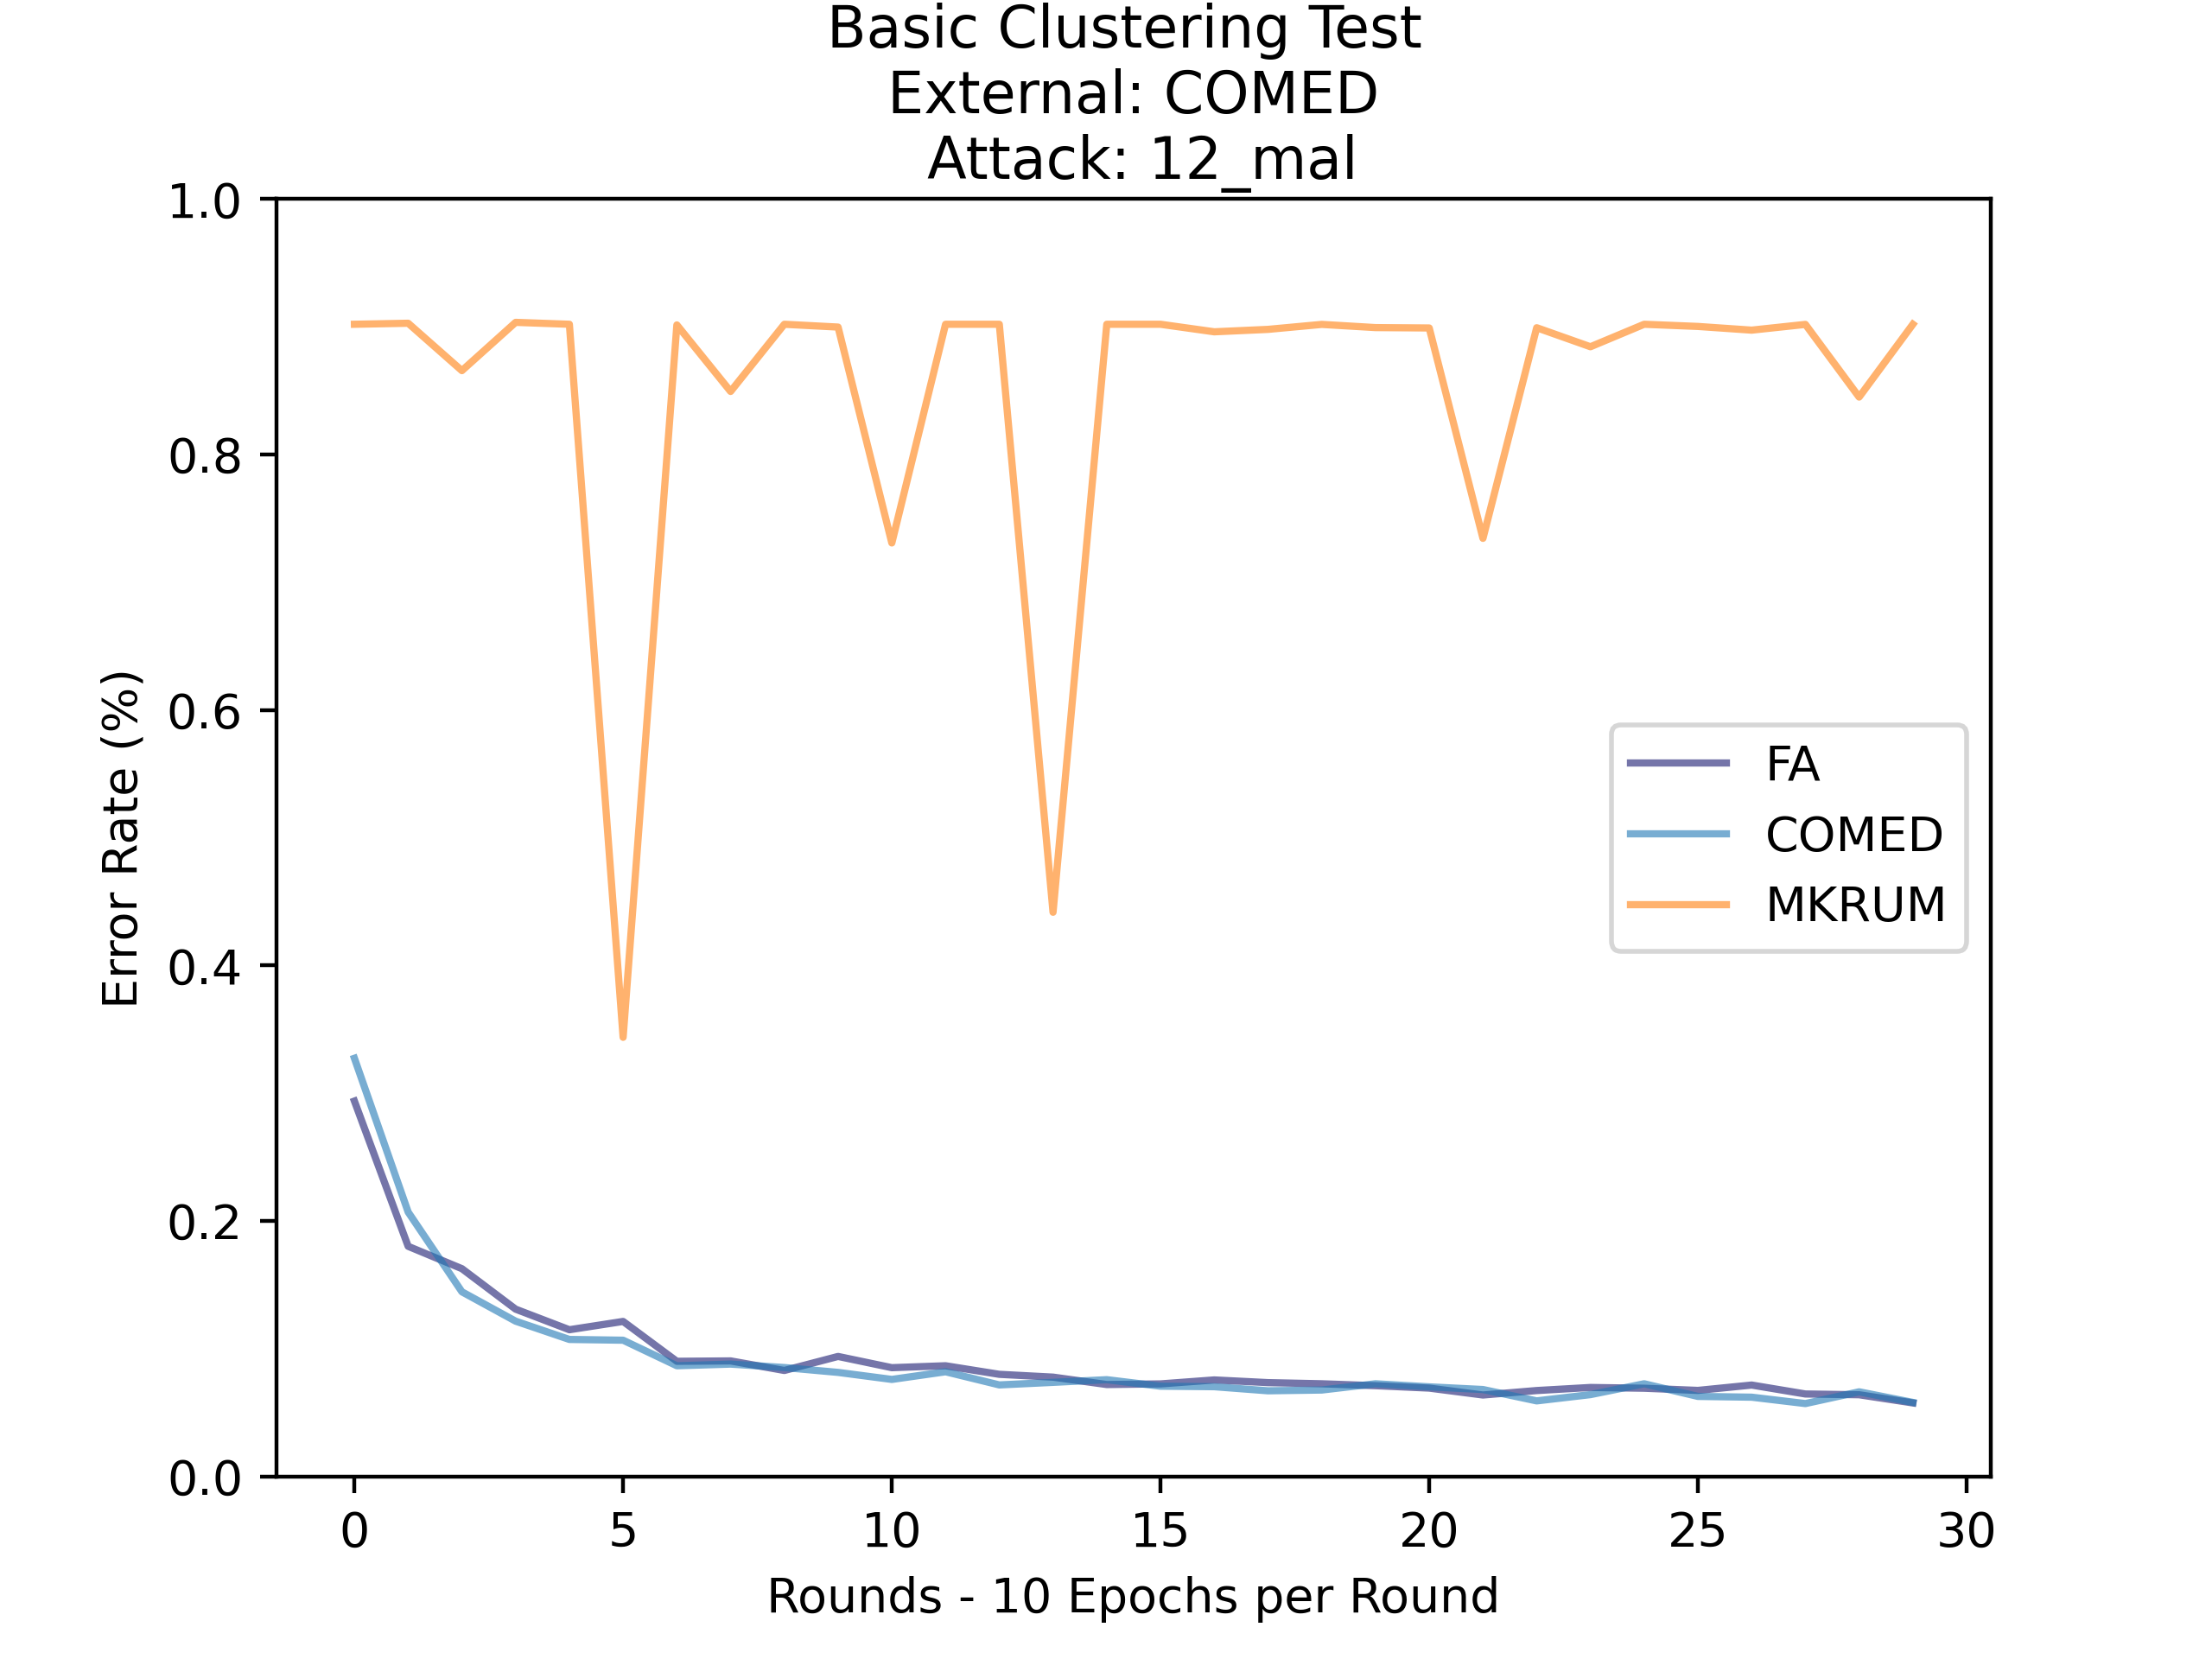 Basic Clustering Test
External: COMED
Attack: 12_mal
1.0
0.8
0.6
0.4
0.2
0.0
Error Rate (%)
FA
COMED
MKRUM
0 5 10 15 20 25 30
Rounds - 10 Epochs per Round